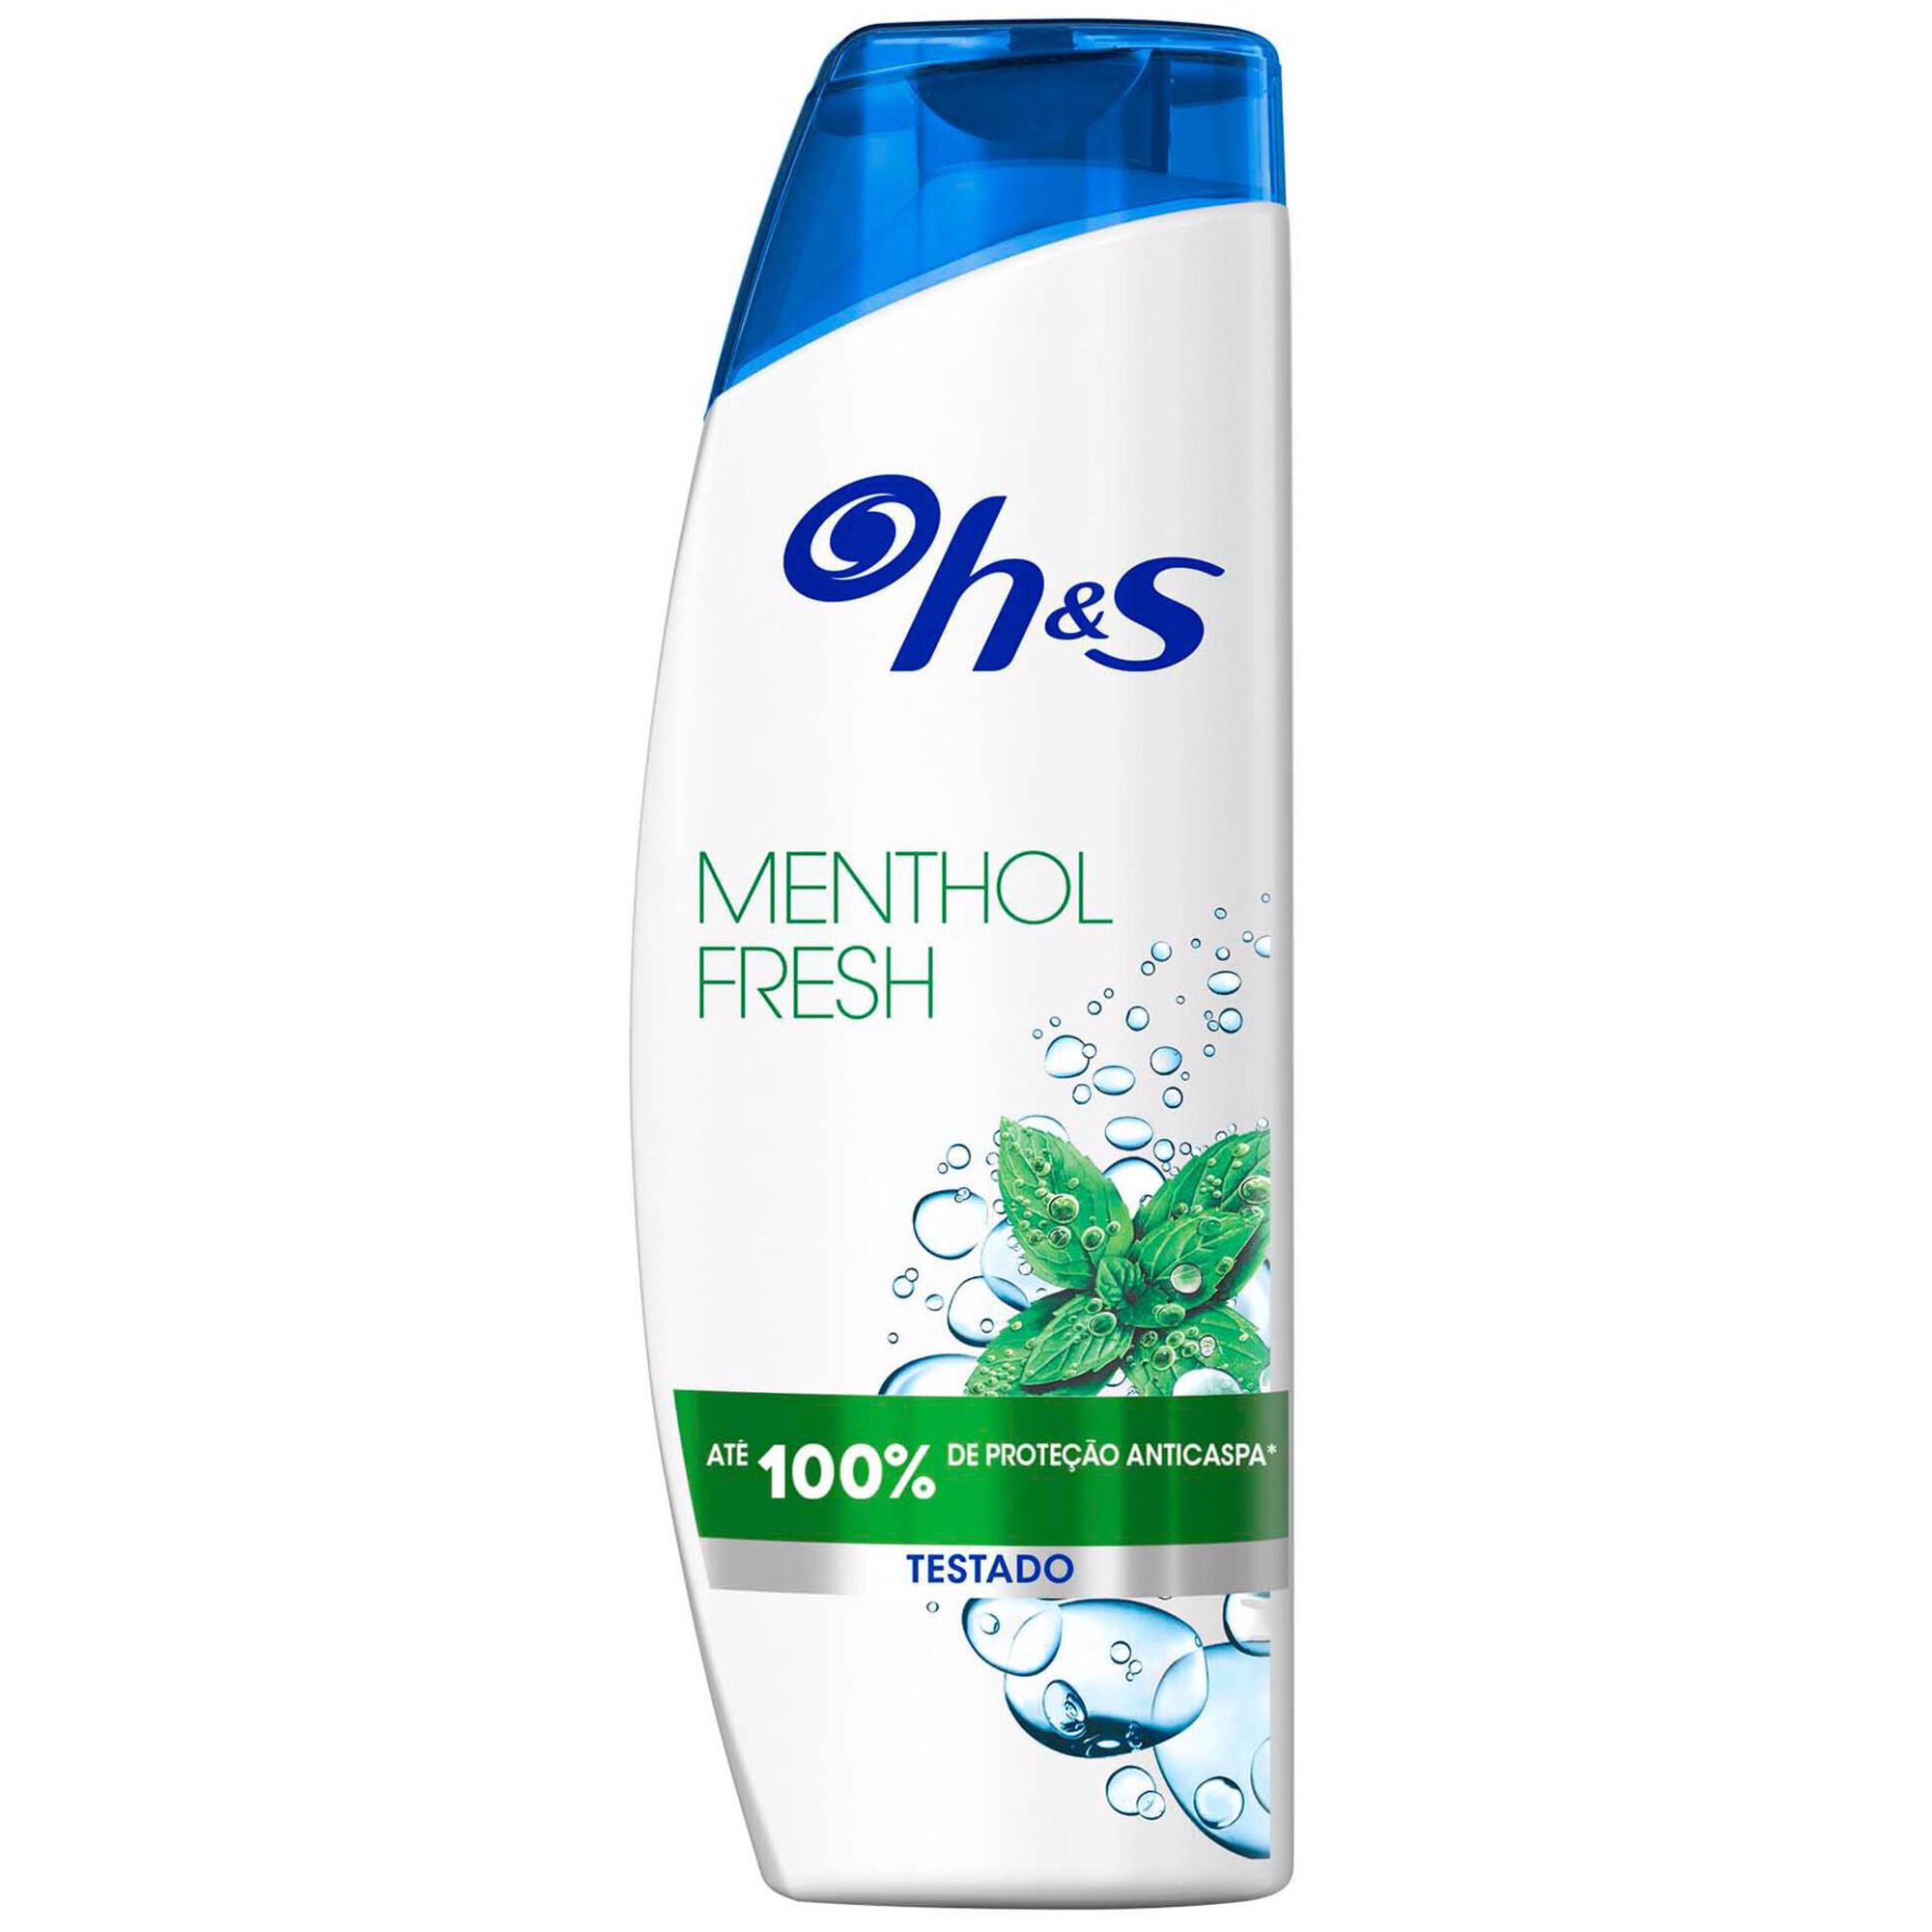 h&s
MENTHOL
FRESH
ATÉ 100% DE PROTEÇÃO ANTICASPA*
TESTADO